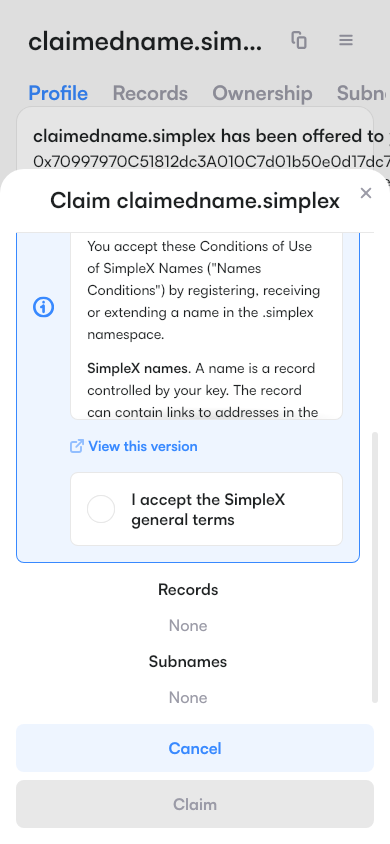 claimedname.sim...
Profile Records Ownership Subn
claimedname.simplex has been offered to
0x70997970C51812dc3A010C7d01b50e0d17dc7
Claim claimedname.simplex
You accept these Conditions of Use
of SimpleX Names ("Names
Conditions") by registering, receiving
or extending a name in the .simplex
namespace.
SimpleX names. A name is a record
controlled by your key. The record
can contain links to addresses in the
View this version
I accept the SimpleX
general terms
Records
None
Subnames
None
Cancel
Claim